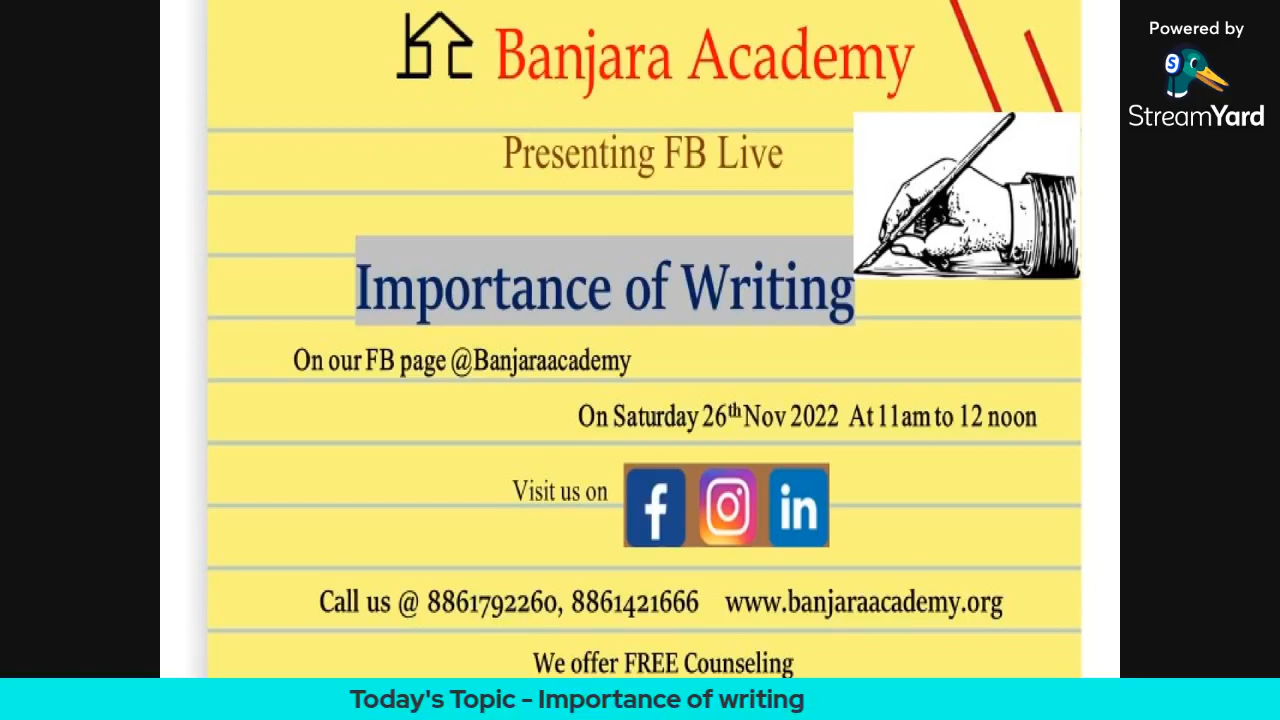 Banjara Academy
Powered by
StreamYard
Presenting FB Live
Importance of Writing
On our FB page @Banjaraacademy
On Saturday 26th Nov 2022 At 11am to 12 noon
Visit us on
Call us @ 8861792260, 8861421666 www.banjaraacademy.org
We offer FREE Counseling
Today's Topic - Importance of writing